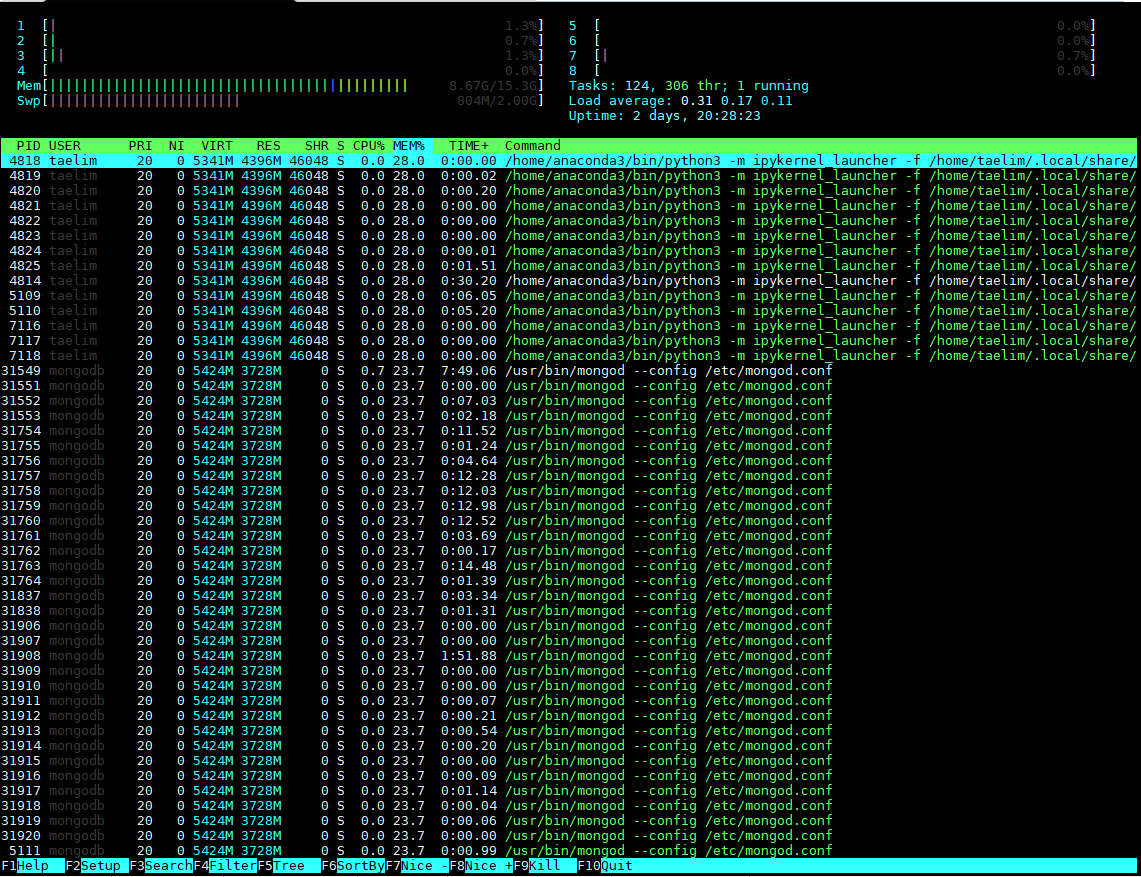 1 [| 1.3%] 5 [ 0.0%]
2 [| 0.7%] 6 [ 0.0%]
3 [|| 1.3%] 7 [| 0.7%]
4 [ 0.0%] 8 [ 0.0%]
Mem[||||||||||||||||||||||||||||||||||||||||||||| 8.67G/15.3G] Tasks: 124, 306 thr; 1 running
Swp[|||||||||||||||||||||||| 804M/2.00G] Load average: 0.31 0.17 0.11
Uptime: 2 days, 20:28:23
PID USER PRI NI VIRT RES SHR S CPU% MEM% TIME+ Command
4818 taelim 20 0 5341M 4396M 46048 S 0.0 28.0 0:00.00 /home/anaconda3/bin/python3 -m ipykernel_launcher -f /home/taelim/.local/share/
4819 taelim 20 0 5341M 4396M 46048 S 0.0 28.0 0:00.02 /home/anaconda3/bin/python3 -m ipykernel_launcher -f /home/taelim/.local/share/
4820 taelim 20 0 5341M 4396M 46048 S 0.0 28.0 0:00.20 /home/anaconda3/bin/python3 -m ipykernel_launcher -f /home/taelim/.local/share/
4821 taelim 20 0 5341M 4396M 46048 S 0.0 28.0 0:00.00 /home/anaconda3/bin/python3 -m ipykernel_launcher -f /home/taelim/.local/share/
4822 taelim 20 0 5341M 4396M 46048 S 0.0 28.0 0:00.00 /home/anaconda3/bin/python3 -m ipykernel_launcher -f /home/taelim/.local/share/
4823 taelim 20 0 5341M 4396M 46048 S 0.0 28.0 0:00.00 /home/anaconda3/bin/python3 -m ipykernel_launcher -f /home/taelim/.local/share/
4824 taelim 20 0 5341M 4396M 46048 S 0.0 28.0 0:00.01 /home/anaconda3/bin/python3 -m ipykernel_launcher -f /home/taelim/.local/share/
4825 taelim 20 0 5341M 4396M 46048 S 0.0 28.0 0:01.51 /home/anaconda3/bin/python3 -m ipykernel_launcher -f /home/taelim/.local/share/
4814 taelim 20 0 5341M 4396M 46048 S 0.0 28.0 0:30.20 /home/anaconda3/bin/python3 -m ipykernel_launcher -f /home/taelim/.local/share/
5109 taelim 20 0 5341M 4396M 46048 S 0.0 28.0 0:06.05 /home/anaconda3/bin/python3 -m ipykernel_launcher -f /home/taelim/.local/share/
5110 taelim 20 0 5341M 4396M 46048 S 0.0 28.0 0:05.20 /home/anaconda3/bin/python3 -m ipykernel_launcher -f /home/taelim/.local/share/
7116 taelim 20 0 5341M 4396M 46048 S 0.0 28.0 0:00.00 /home/anaconda3/bin/python3 -m ipykernel_launcher -f /home/taelim/.local/share/
7117 taelim 20 0 5341M 4396M 46048 S 0.0 28.0 0:00.00 /home/anaconda3/bin/python3 -m ipykernel_launcher -f /home/taelim/.local/share/
7118 taelim 20 0 5341M 4396M 46048 S 0.0 28.0 0:00.00 /home/anaconda3/bin/python3 -m ipykernel_launcher -f /home/taelim/.local/share/
31549 mongodb 20 0 5424M 3728M 0 S 0.7 23.7 7:49.06 /usr/bin/mongod --config /etc/mongod.conf
31551 mongodb 20 0 5424M 3728M 0 S 0.0 23.7 0:00.00 /usr/bin/mongod --config /etc/mongod.conf
31552 mongodb 20 0 5424M 3728M 0 S 0.0 23.7 0:07.03 /usr/bin/mongod --config /etc/mongod.conf
31553 mongodb 20 0 5424M 3728M 0 S 0.0 23.7 0:02.18 /usr/bin/mongod --config /etc/mongod.conf
31754 mongodb 20 0 5424M 3728M 0 S 0.0 23.7 0:11.52 /usr/bin/mongod --config /etc/mongod.conf
31755 mongodb 20 0 5424M 3728M 0 S 0.0 23.7 0:01.24 /usr/bin/mongod --config /etc/mongod.conf
31756 mongodb 20 0 5424M 3728M 0 S 0.0 23.7 0:04.64 /usr/bin/mongod --config /etc/mongod.conf
31757 mongodb 20 0 5424M 3728M 0 S 0.0 23.7 0:12.28 /usr/bin/mongod --config /etc/mongod.conf
31758 mongodb 20 0 5424M 3728M 0 S 0.0 23.7 0:12.03 /usr/bin/mongod --config /etc/mongod.conf
31759 mongodb 20 0 5424M 3728M 0 S 0.0 23.7 0:12.98 /usr/bin/mongod --config /etc/mongod.conf
31760 mongodb 20 0 5424M 3728M 0 S 0.0 23.7 0:12.52 /usr/bin/mongod --config /etc/mongod.conf
31761 mongodb 20 0 5424M 3728M 0 S 0.0 23.7 0:03.69 /usr/bin/mongod --config /etc/mongod.conf
31762 mongodb 20 0 5424M 3728M 0 S 0.0 23.7 0:00.17 /usr/bin/mongod --config /etc/mongod.conf
31763 mongodb 20 0 5424M 3728M 0 S 0.0 23.7 0:14.48 /usr/bin/mongod --config /etc/mongod.conf
31764 mongodb 20 0 5424M 3728M 0 S 0.0 23.7 0:01.39 /usr/bin/mongod --config /etc/mongod.conf
31837 mongodb 20 0 5424M 3728M 0 S 0.0 23.7 0:03.34 /usr/bin/mongod --config /etc/mongod.conf
31838 mongodb 20 0 5424M 3728M 0 S 0.0 23.7 0:01.31 /usr/bin/mongod --config /etc/mongod.conf
31906 mongodb 20 0 5424M 3728M 0 S 0.0 23.7 0:00.00 /usr/bin/mongod --config /etc/mongod.conf
31907 mongodb 20 0 5424M 3728M 0 S 0.0 23.7 0:00.00 /usr/bin/mongod --config /etc/mongod.conf
31908 mongodb 20 0 5424M 3728M 0 S 0.0 23.7 1:51.88 /usr/bin/mongod --config /etc/mongod.conf
31909 mongodb 20 0 5424M 3728M 0 S 0.0 23.7 0:00.00 /usr/bin/mongod --config /etc/mongod.conf
31910 mongodb 20 0 5424M 3728M 0 S 0.0 23.7 0:00.00 /usr/bin/mongod --config /etc/mongod.conf
31911 mongodb 20 0 5424M 3728M 0 S 0.0 23.7 0:00.07 /usr/bin/mongod --config /etc/mongod.conf
31912 mongodb 20 0 5424M 3728M 0 S 0.0 23.7 0:00.21 /usr/bin/mongod --config /etc/mongod.conf
31913 mongodb 20 0 5424M 3728M 0 S 0.0 23.7 0:00.54 /usr/bin/mongod --config /etc/mongod.conf
31914 mongodb 20 0 5424M 3728M 0 S 0.0 23.7 0:00.20 /usr/bin/mongod --config /etc/mongod.conf
31915 mongodb 20 0 5424M 3728M 0 S 0.0 23.7 0:00.00 /usr/bin/mongod --config /etc/mongod.conf
31916 mongodb 20 0 5424M 3728M 0 S 0.0 23.7 0:00.09 /usr/bin/mongod --config /etc/mongod.conf
31917 mongodb 20 0 5424M 3728M 0 S 0.0 23.7 0:01.14 /usr/bin/mongod --config /etc/mongod.conf
31918 mongodb 20 0 5424M 3728M 0 S 0.0 23.7 0:00.04 /usr/bin/mongod --config /etc/mongod.conf
31919 mongodb 20 0 5424M 3728M 0 S 0.0 23.7 0:00.06 /usr/bin/mongod --config /etc/mongod.conf
31920 mongodb 20 0 5424M 3728M 0 S 0.0 23.7 0:00.00 /usr/bin/mongod --config /etc/mongod.conf
5111 mongodb 20 0 5424M 3728M 0 S 0.0 23.7 0:00.99 /usr/bin/mongod --config /etc/mongod.conf
F1Help F2Setup F3SearchF4FilterF5Tree F6SortByF7Nice -F8Nice +F9Kill F10Quit